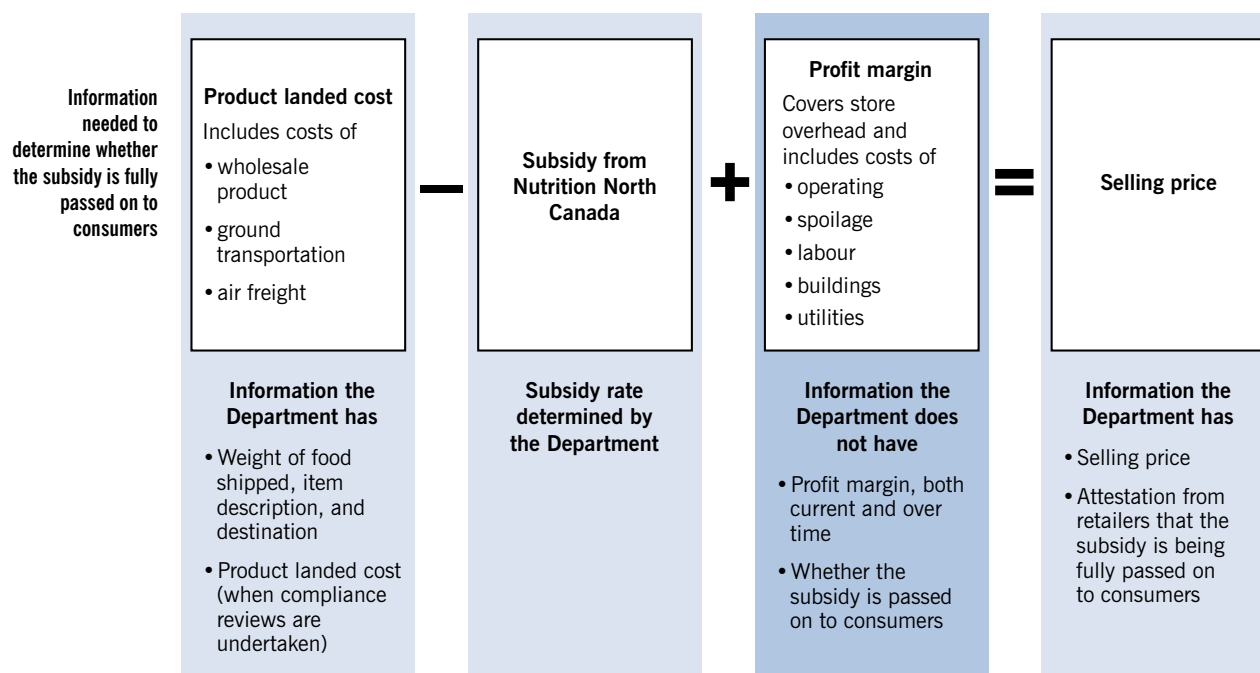 Information
needed to
determine whether
the subsidy is fully
passed on to
consumers
Product landed cost
Includes costs of
• wholesale
product
• ground
transportation
• air freight
–
Subsidy from
Nutrition North
Canada
+
Profit margin
Covers store
overhead and
includes costs of
• operating
• spoilage
• labour
• buildings
• utilities
=
Selling price
Information the
Department has
• Weight of food
shipped, item
description, and
destination
• Product landed cost
(when compliance
reviews are
undertaken)
Subsidy rate
determined by
the Department
Information the
Department does
not have
• Profit margin, both
current and over
time
• Whether the
subsidy is passed
on to consumers
Information the
Department has
• Selling price
• Attestation from
retailers that the
subsidy is being
fully passed on
to consumers